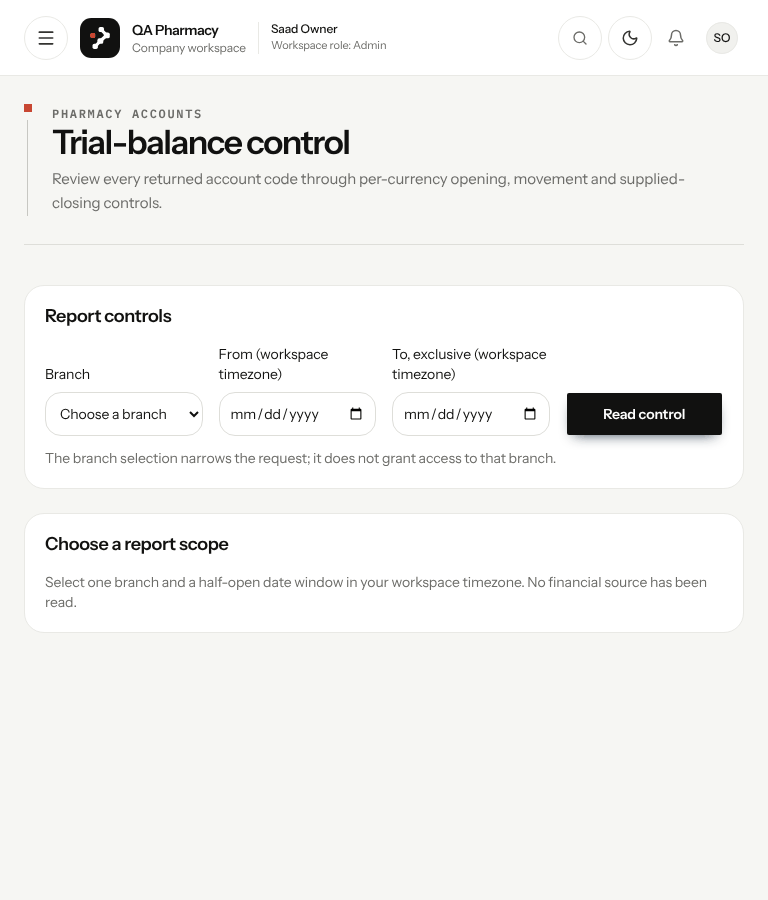 QA Pharmacy
Company workspace
Saad Owner
Workspace role: Admin
SO
PHARMACY ACCOUNTS
Trial-balance control
Review every returned account code through per-currency opening, movement and supplied-
closing controls.
Report controls
Branch
From (workspace
timezone)
To, exclusive (workspace
timezone)
Choose a branch
mm/dd/yyyy
mm/dd/yyyy
Read control
The branch selection narrows the request; it does not grant access to that branch.
Choose a report scope
Select one branch and a half-open date window in your workspace timezone. No financial source has been
read.